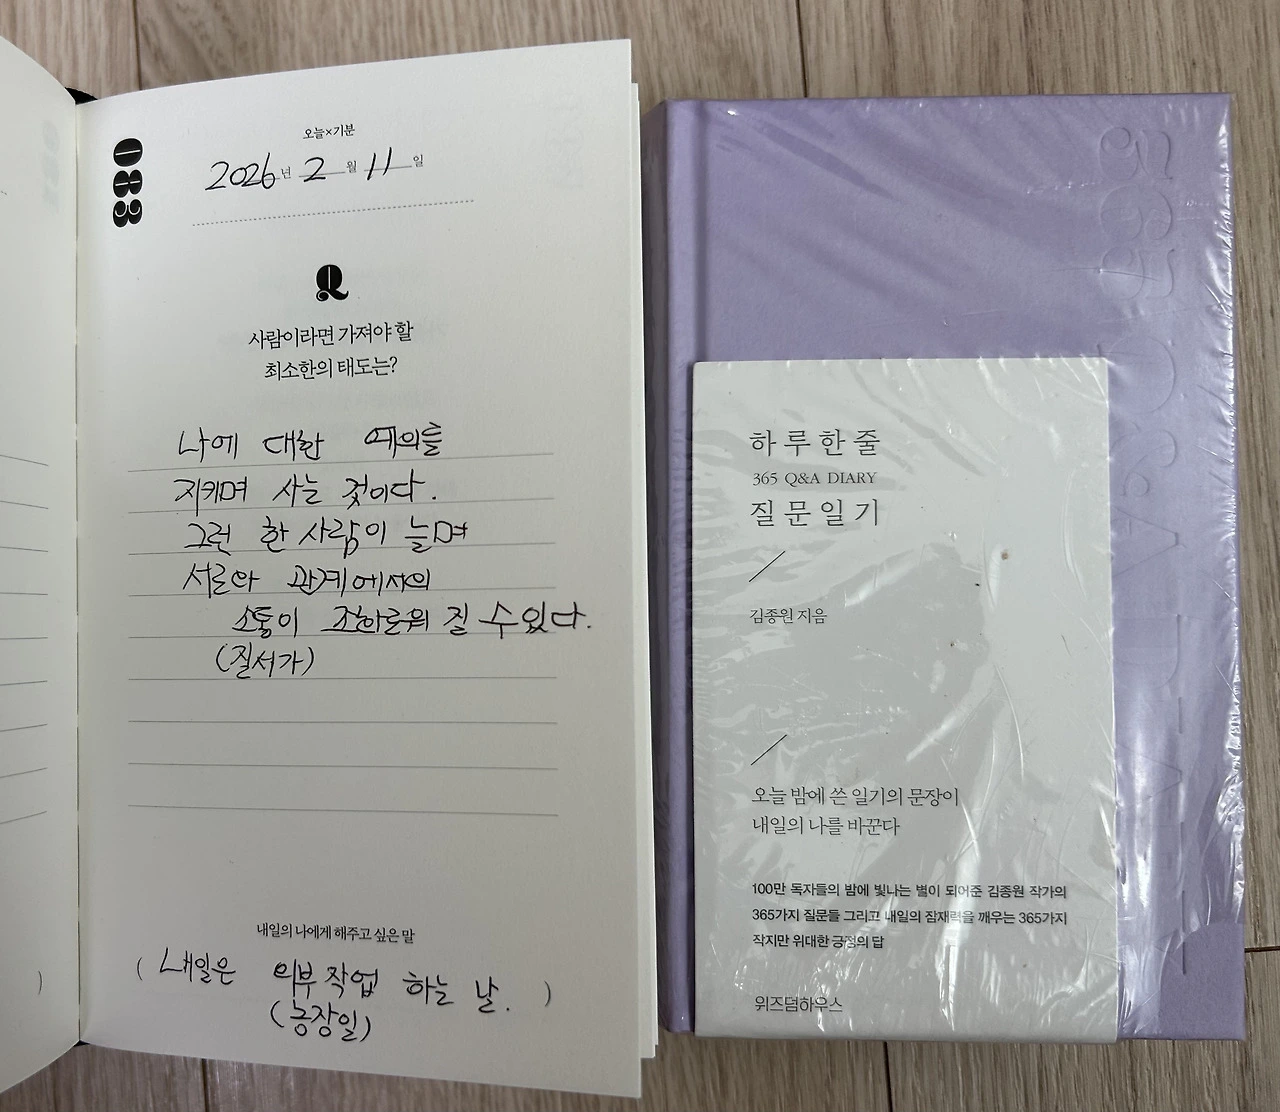 083
오늘×기분
2026년 2월 11일
Q
사람이라면 가져야 할
최소한의 태도는?
나에 대한 예의를
지키며 사는 것이다.
그런 한 사람이 늘며
서로와 관계에서의
소통이 조화로워 질 수 있다.
(질서가)
내일의 나에게 해주고 싶은 말
( 내일은 외부 작업 하는 날. )
(농장일)
)
365 Q&A DIARY
하루 한 줄
365 Q&A DIARY
질문 일기
김종원 지음
오늘 밤에 쓴 일기의 문장이
내일의 나를 바꾼다
100만 독자들의 밤에 빛나는 별이 되어준 김종원 작가의
365가지 질문들 그리고 내일의 잠재력을 깨우는 365가지
작지만 위대한 긍정의 답
위즈덤하우스